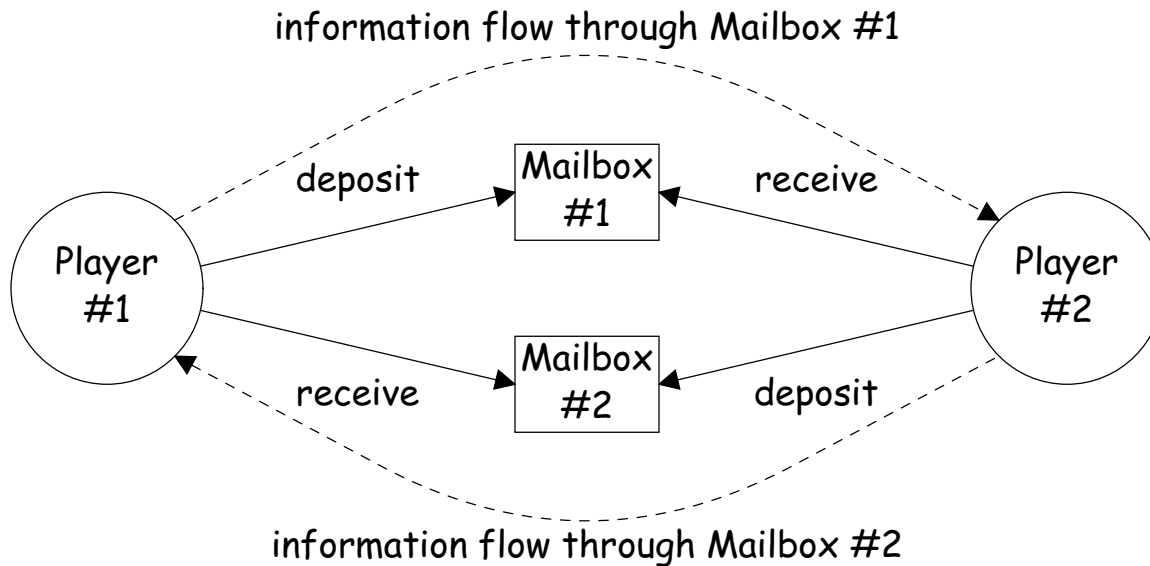 information flow through Mailbox #1
deposit
Mailbox
#1
receive
Player
#1
Player
#2
receive
Mailbox
#2
deposit
information flow through Mailbox #2